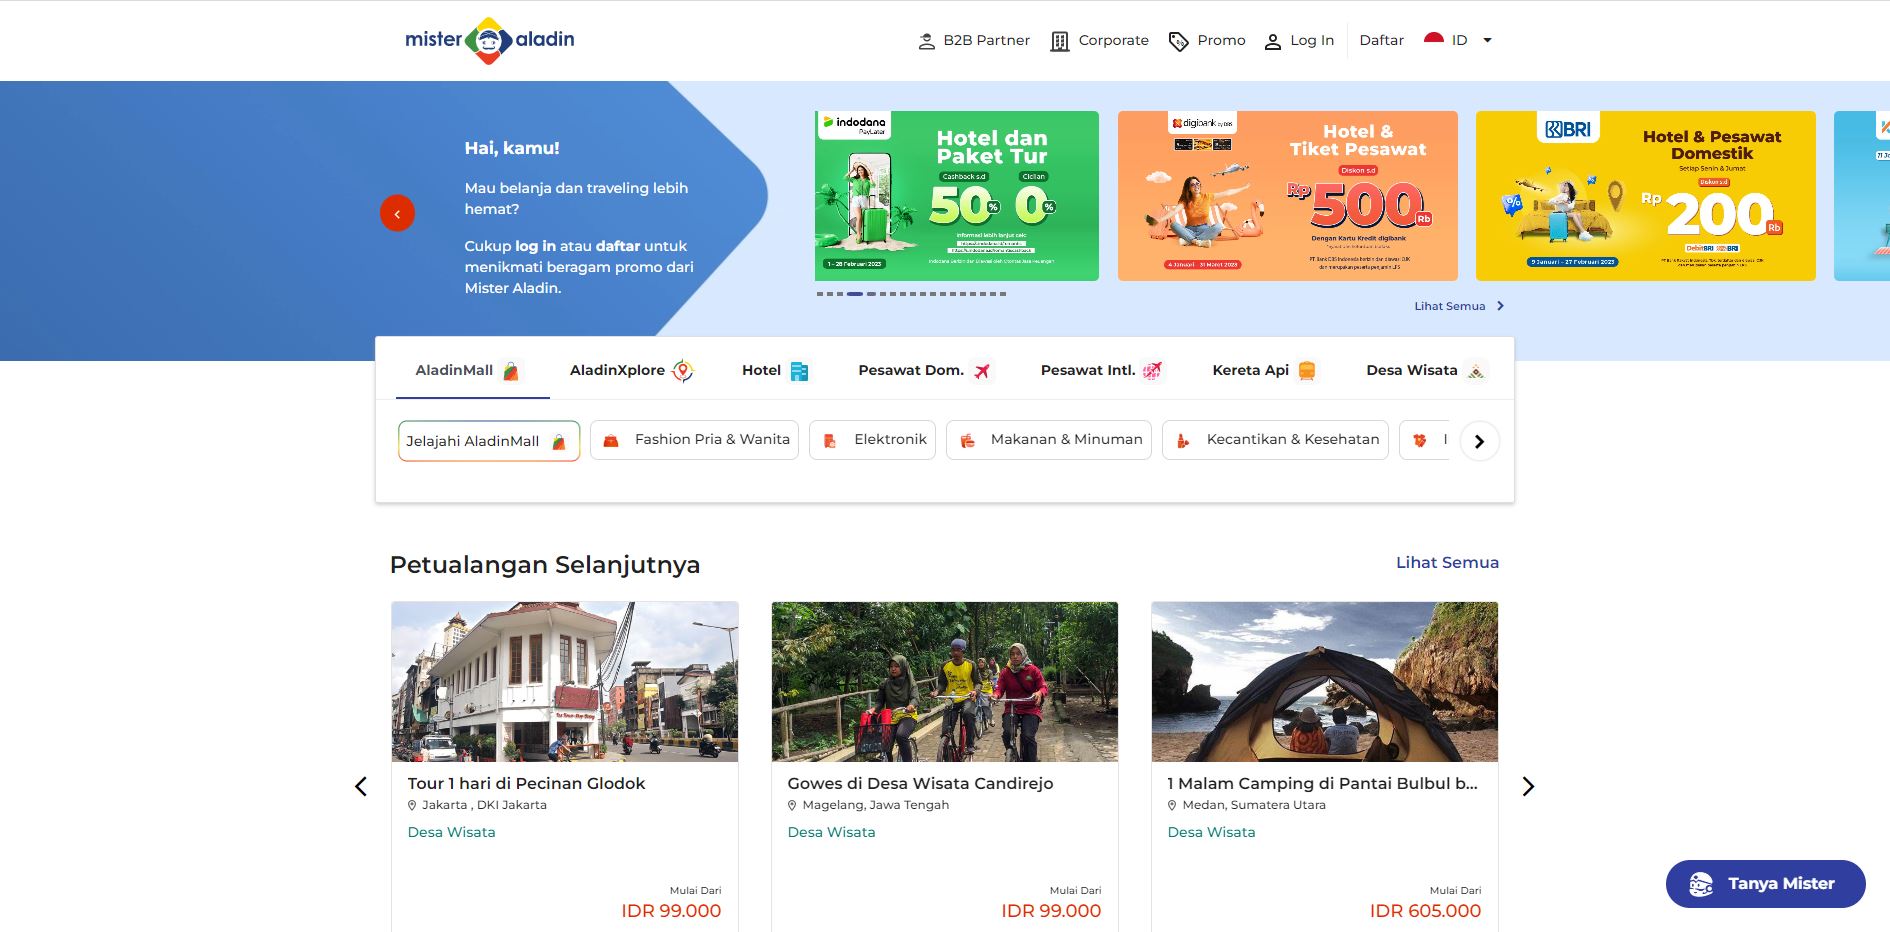 mister aladin
B2B Partner
Corporate
Promo
Log In
Daftar
ID
Hai, kamu!
Mau belanja dan traveling lebih
hemat?
Cukup log in atau daftar untuk
menikmati beragam promo dari
Mister Aladin.
indodana
PayLater
Hotel dan
Paket Tur
Cashback s.d
Cicilan
50%
0%
Informasi lebih lanjut cek:
1 - 28 Februari 2023
digibank by DBS
Hotel &
Tiket Pesawat
Diskon s.d
Rp 500 Rb
Dengan Kartu Kredit digibank
4 Januari - 31 Maret 2023
BRI
Hotel & Pesawat
Domestik
Setiap Senin & Jumat
Diskon s.d
Rp 200 Rb
9 Januari - 27 Februari 2023
Lihat Semua
AladinMall
AladinXplore
Hotel
Pesawat Dom.
Pesawat Intl.
Kereta Api
Desa Wisata
Jelajahi AladinMall
Fashion Pria & Wanita
Elektronik
Makanan & Minuman
Kecantikan & Kesehatan
Petualangan Selanjutnya
Lihat Semua
Tour 1 hari di Pecinan Glodok
Jakarta , DKI Jakarta
Desa Wisata
Mulai Dari
IDR 99.000
Gowes di Desa Wisata Candirejo
Magelang, Jawa Tengah
Desa Wisata
Mulai Dari
IDR 99.000
1 Malam Camping di Pantai Bulbul b...
Medan, Sumatera Utara
Desa Wisata
Mulai Dari
IDR 605.000
Tanya Mister